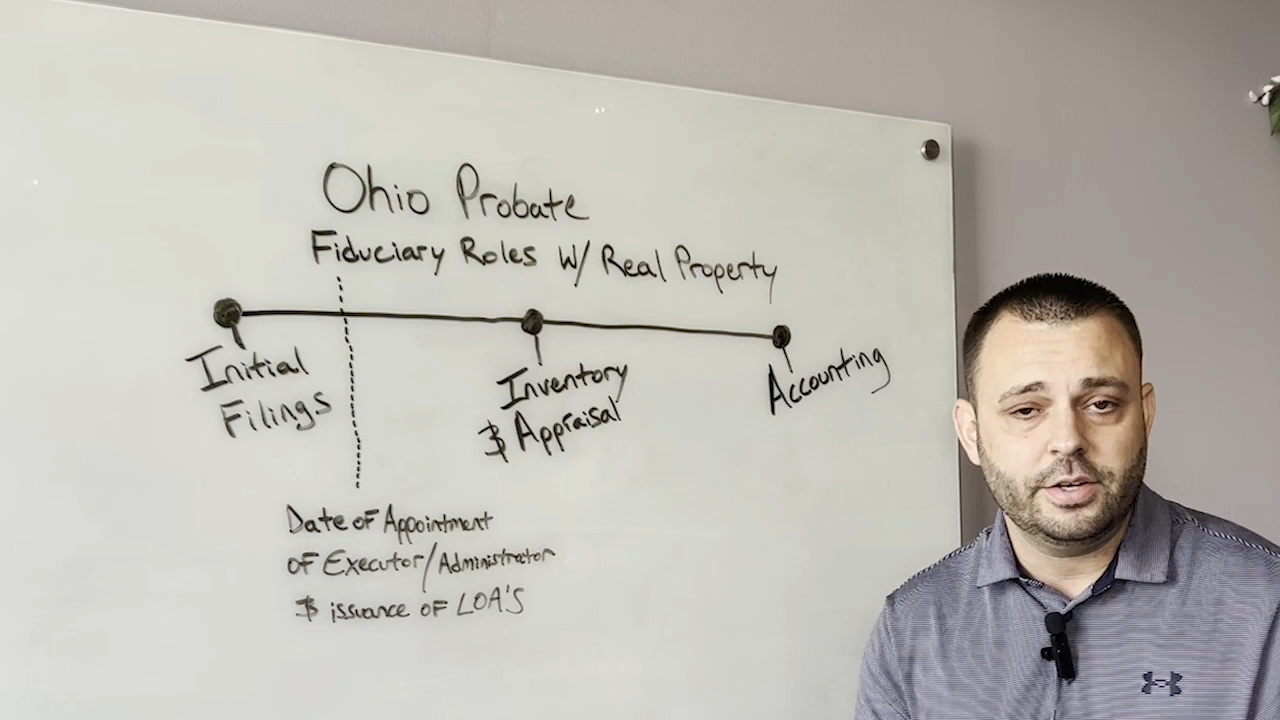 Ohio Probate
Fiduciary Roles W/ Real Property
Initial
Filings
Inventory
& Appraisal
Accounting
Date of Appointment
of Executor/Administrator
& issuance of LOA'S